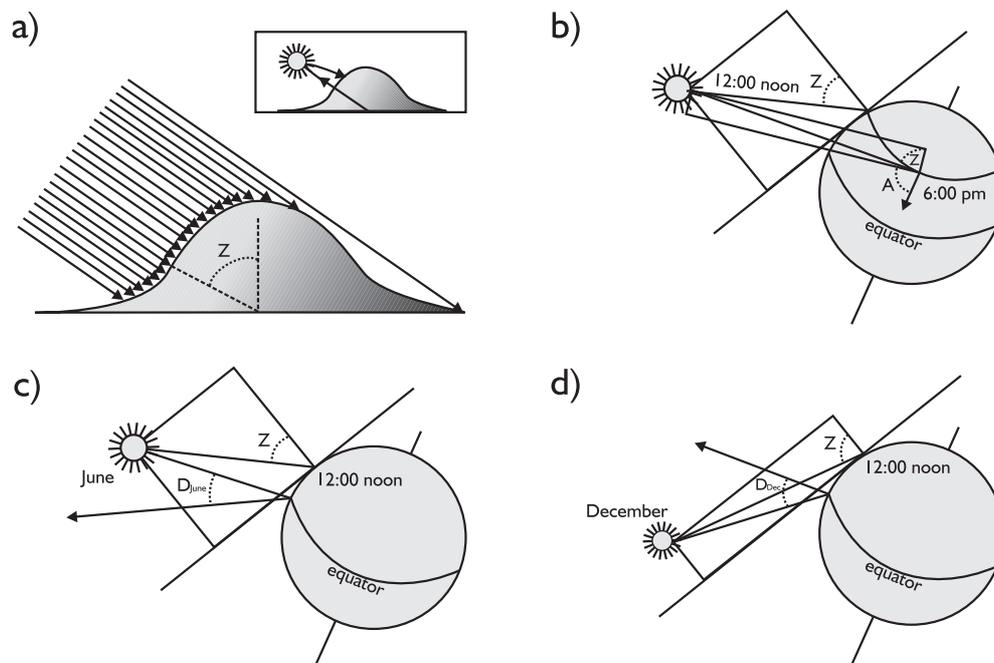 a)
Z
b)
12:00 noon
Z
Z
A
6:00 pm
equator
c)
Z
June
D June
12:00 noon
equator
d)
Z
12:00 noon
D Dec
December
equator